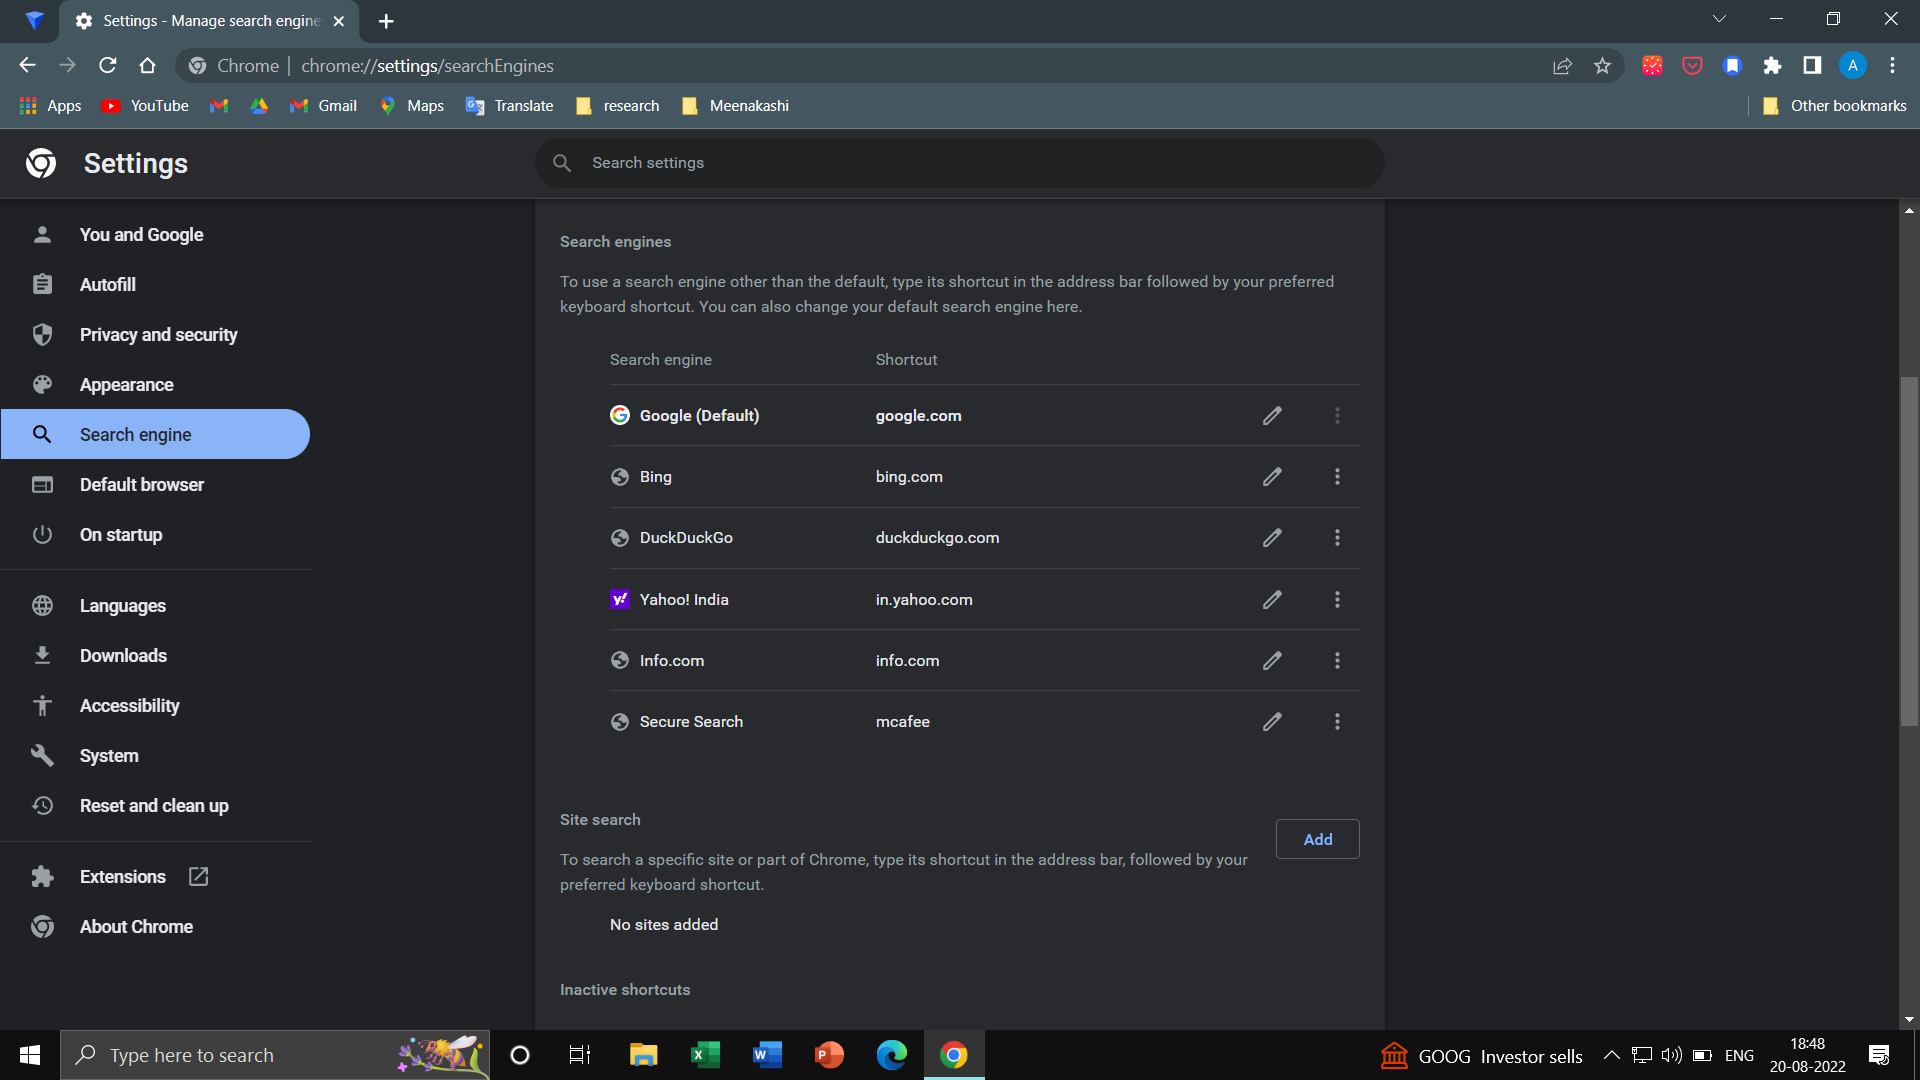 Settings - Manage search engine
Chrome | chrome://settings/searchEngines
A
Apps YouTube Gmail Maps Translate research Meenakashi Other bookmarks
Settings
Search settings
You and Google
Autofill
Privacy and security
Appearance
Search engine
Default browser
On startup
Languages
Downloads
Accessibility
System
Reset and clean up
Extensions
About Chrome
Search engines
To use a search engine other than the default, type its shortcut in the address bar followed by your preferred
keyboard shortcut. You can also change your default search engine here.
Search engine Shortcut
Google (Default) google.com
Bing bing.com
DuckDuckGo duckduckgo.com
Yahoo! India in.yahoo.com
Info.com info.com
Secure Search mcafee
Site search
Add
To search a specific site or part of Chrome, type its shortcut in the address bar, followed by your
preferred keyboard shortcut.
No sites added
Inactive shortcuts
Type here to search
GOOG Investor sells
ENG
18:48
20-08-2022